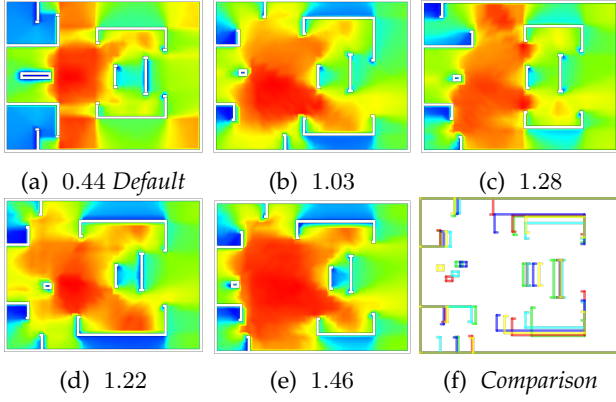 (a) 0.44 Default
(b) 1.03
(c) 1.28
(d) 1.22
(e) 1.46
(f) Comparison